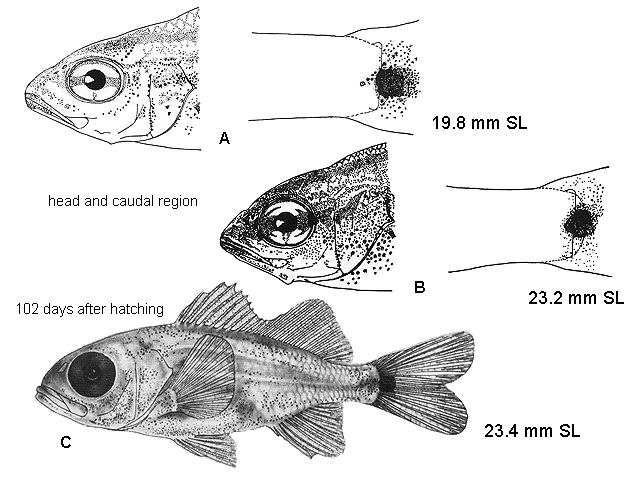 A
19.8 mm SL
head and caudal region
B
23.2 mm SL
102 days after hatching
C
23.4 mm SL